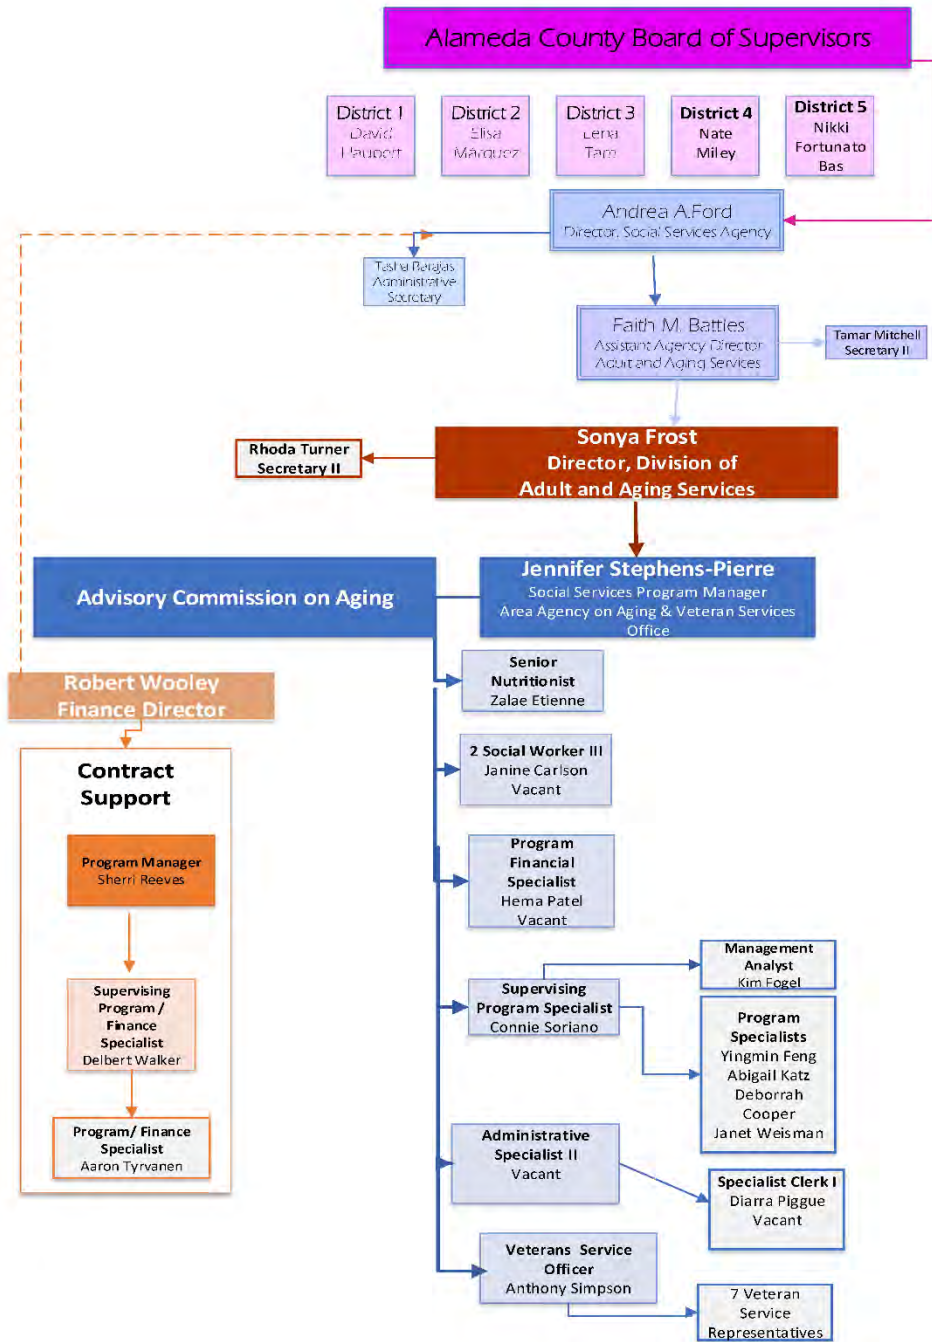 Alameda County Board of Supervisors
District 1
David
Haubert
District 2
Elisa
Márquez
District 3
Lena
Tam
District 4
Nate
Miley
District 5
Nikki
Fortunato
Bas
Andrea A.Ford
Director, Social Services Agency
Tasha Barajas
Administrative
Secretary
Faith M. Battles
Assistant Agency Director
Adult and Aging Services
Tamar Mitchell
Secretary II
Sonya Frost
Director, Division of
Adult and Aging Services
Rhoda Turner
Secretary II
Advisory Commission on Aging
Jennifer Stephens-Pierre
Social Services Program Manager
Area Agency on Aging & Veteran Services
Office
Robert Wooley
Finance Director
Contract
Support
Program Manager
Sherri Reeves
Supervising
Program /
Finance
Specialist
Delbert Walker
Program/ Finance
Specialist
Aaron Tyrvanen
Senior
Nutritionist
Zalae Etienne
2 Social Worker III
Janine Carlson
Vacant
Program
Financial
Specialist
Hema Patel
Vacant
Supervising
Program Specialist
Connie Soriano
Management
Analyst
Kim Fogel
Program
Specialists
Yingmin Feng
Abigail Katz
Deborrah
Cooper
Janet Weisman
Administrative
Specialist II
Vacant
Specialist Clerk I
Diarra Piggue
Vacant
Veterans Service
Officer
Anthony Simpson
7 Veteran
Service
Representatives